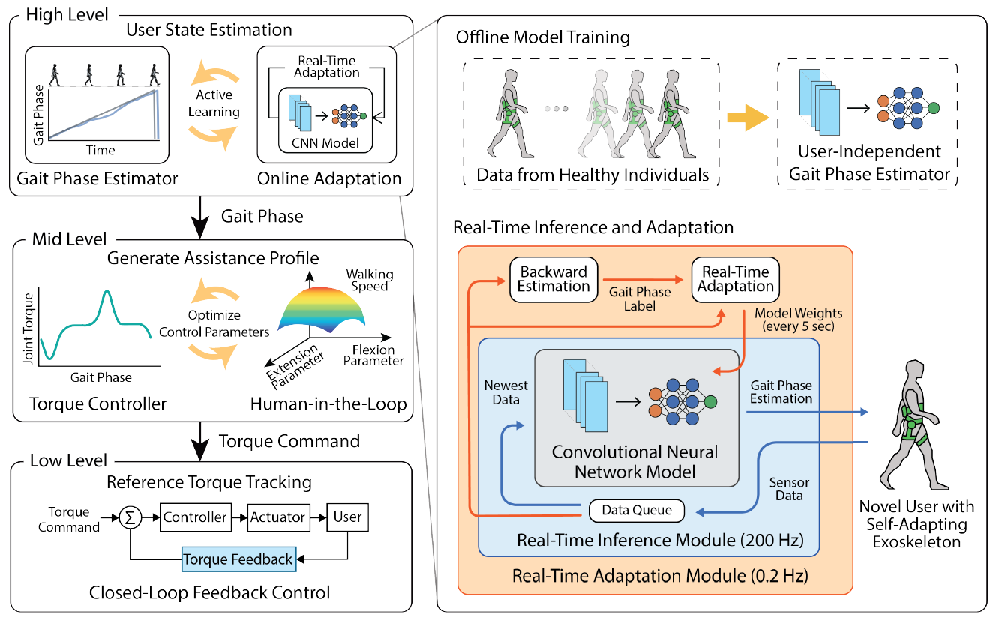 High Level
User State Estimation
Gait Phase
Time
Gait Phase Estimator
Active
Learning
Real-Time
Adaptation
CNN Model
Online Adaptation
Gait Phase
Mid Level
Generate Assistance Profile
Joint Torque
Gait Phase
Torque Controller
Optimize
Control Parameters
Walking
Speed
Extension
Parameter
Flexion
Parameter
Human-in-the-Loop
Torque Command
Low Level
Reference Torque Tracking
Torque
Command
Σ
Controller
Actuator
User
Torque Feedback
Closed-Loop Feedback Control
Offline Model Training
Data from Healthy Individuals
User-Independent
Gait Phase Estimator
Real-Time Inference and Adaptation
Backward
Estimation
Gait Phase
Label
Real-Time
Adaptation
Model Weights
(every 5 sec)
Newest
Data
Convolutional Neural
Network Model
Gait Phase
Estimation
Sensor
Data
Data Queue
Real-Time Inference Module (200 Hz)
Real-Time Adaptation Module (0.2 Hz)
Novel User with
Self-Adapting
Exoskeleton